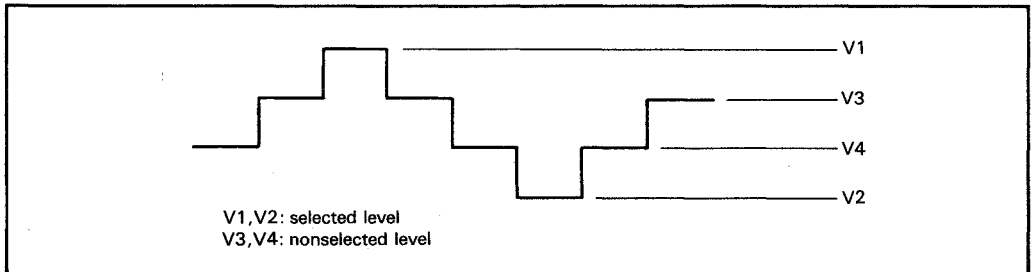 V1
V3
V4
V2
V1,V2: selected level
V3,V4: nonselected level